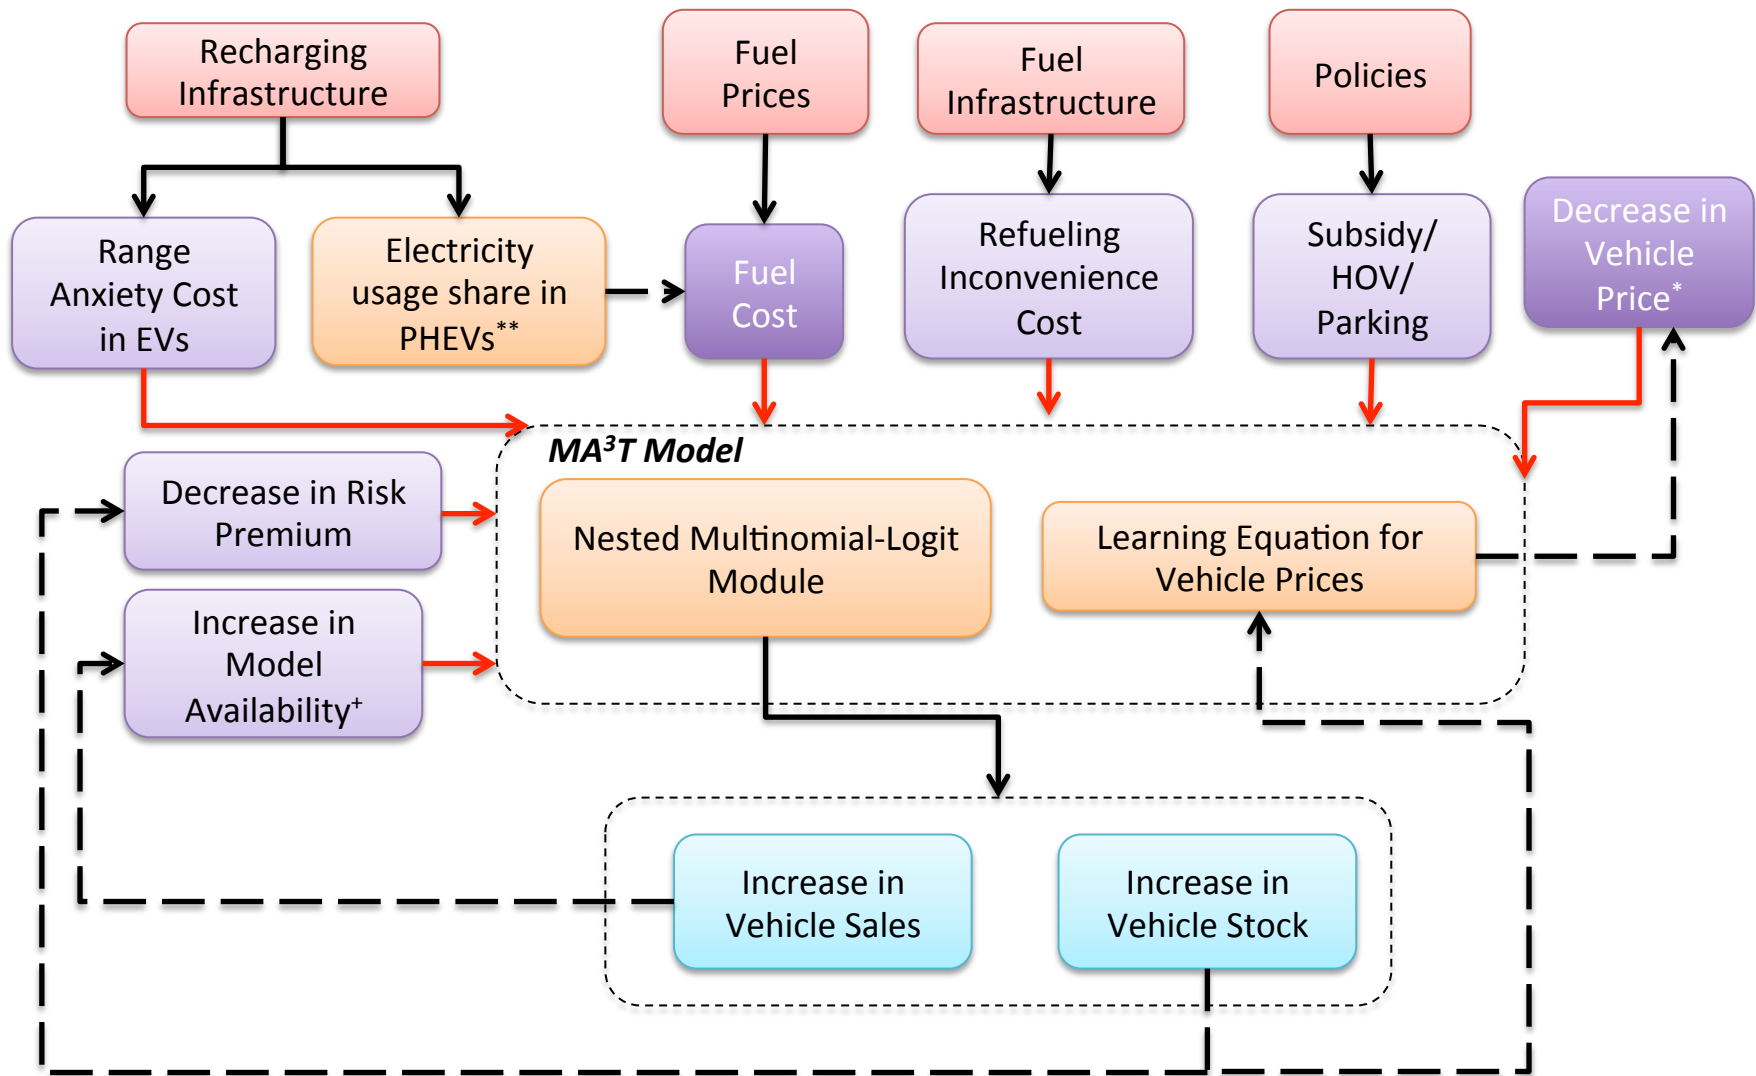 Recharging
Infrastructure
Fuel
Prices
Fuel
Infrastructure
Policies
Range
Anxiety Cost
in EVs
Electricity
usage share in
PHEVs**
Fuel
Cost
Refueling
Inconvenience
Cost
Subsidy/
HOV/
Parking
Decrease in
Vehicle
Price*
MA³T Model
Decrease in Risk
Premium
Nested Multinomial-Logit
Module
Learning Equation for
Vehicle Prices
Increase in
Model
Availability⁺
Increase in
Vehicle Sales
Increase in
Vehicle Stock